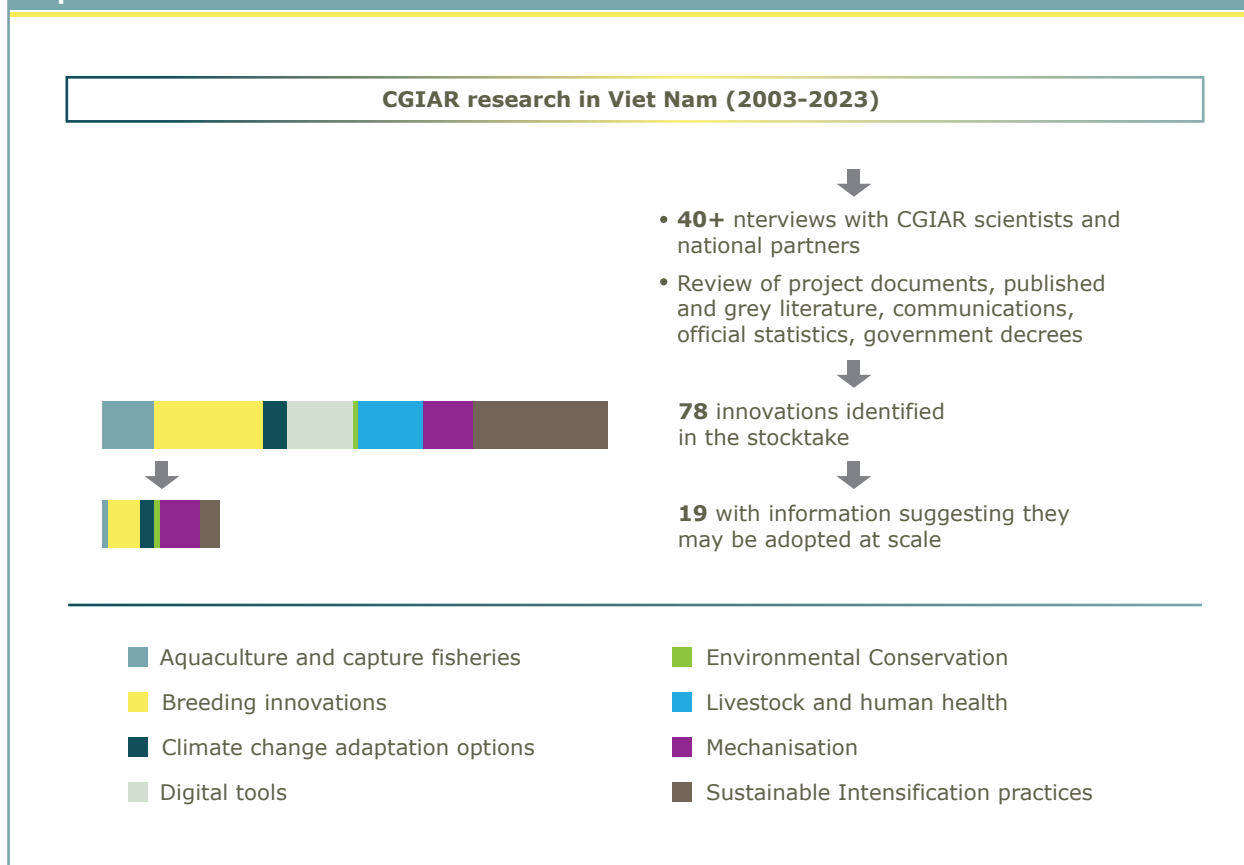 CGIAR research in Viet Nam (2003-2023)
• 40+ nterviews with CGIAR scientists and
national partners
• Review of project documents, published
and grey literature, communications,
official statistics, government decrees
78 innovations identified
in the stocktake
19 with information suggesting they
may be adopted at scale
Aquaculture and capture fisheries
Breeding innovations
Climate change adaptation options
Digital tools
Environmental Conservation
Livestock and human health
Mechanisation
Sustainable Intensification practices